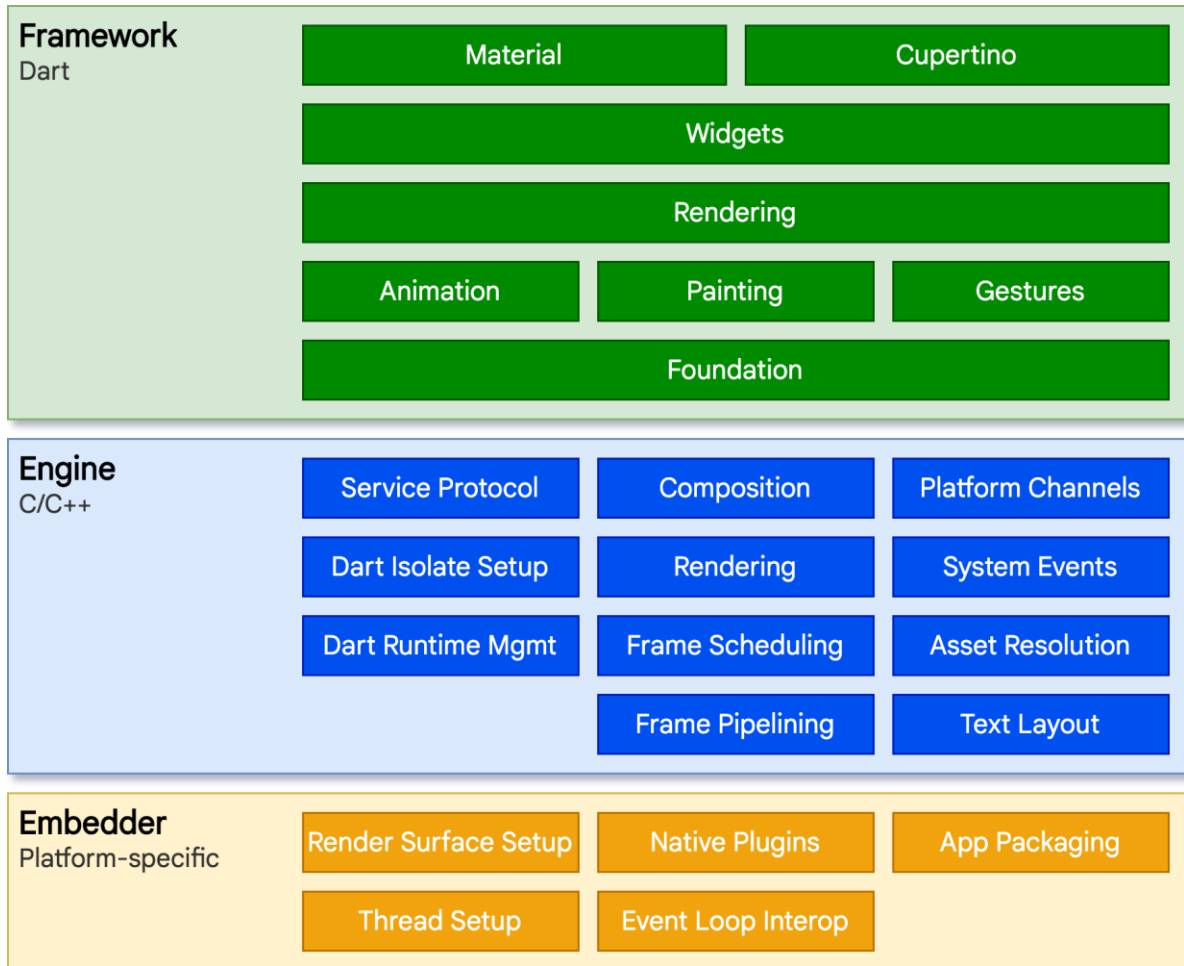 Framework
Dart
Material
Cupertino
Widgets
Rendering
Animation
Painting
Gestures
Foundation
Engine
C/C++
Service Protocol
Composition
Platform Channels
Dart Isolate Setup
Rendering
System Events
Dart Runtime Mgmt
Frame Scheduling
Asset Resolution
Frame Pipelining
Text Layout
Embedder
Platform-specific
Render Surface Setup
Native Plugins
App Packaging
Thread Setup
Event Loop Interop